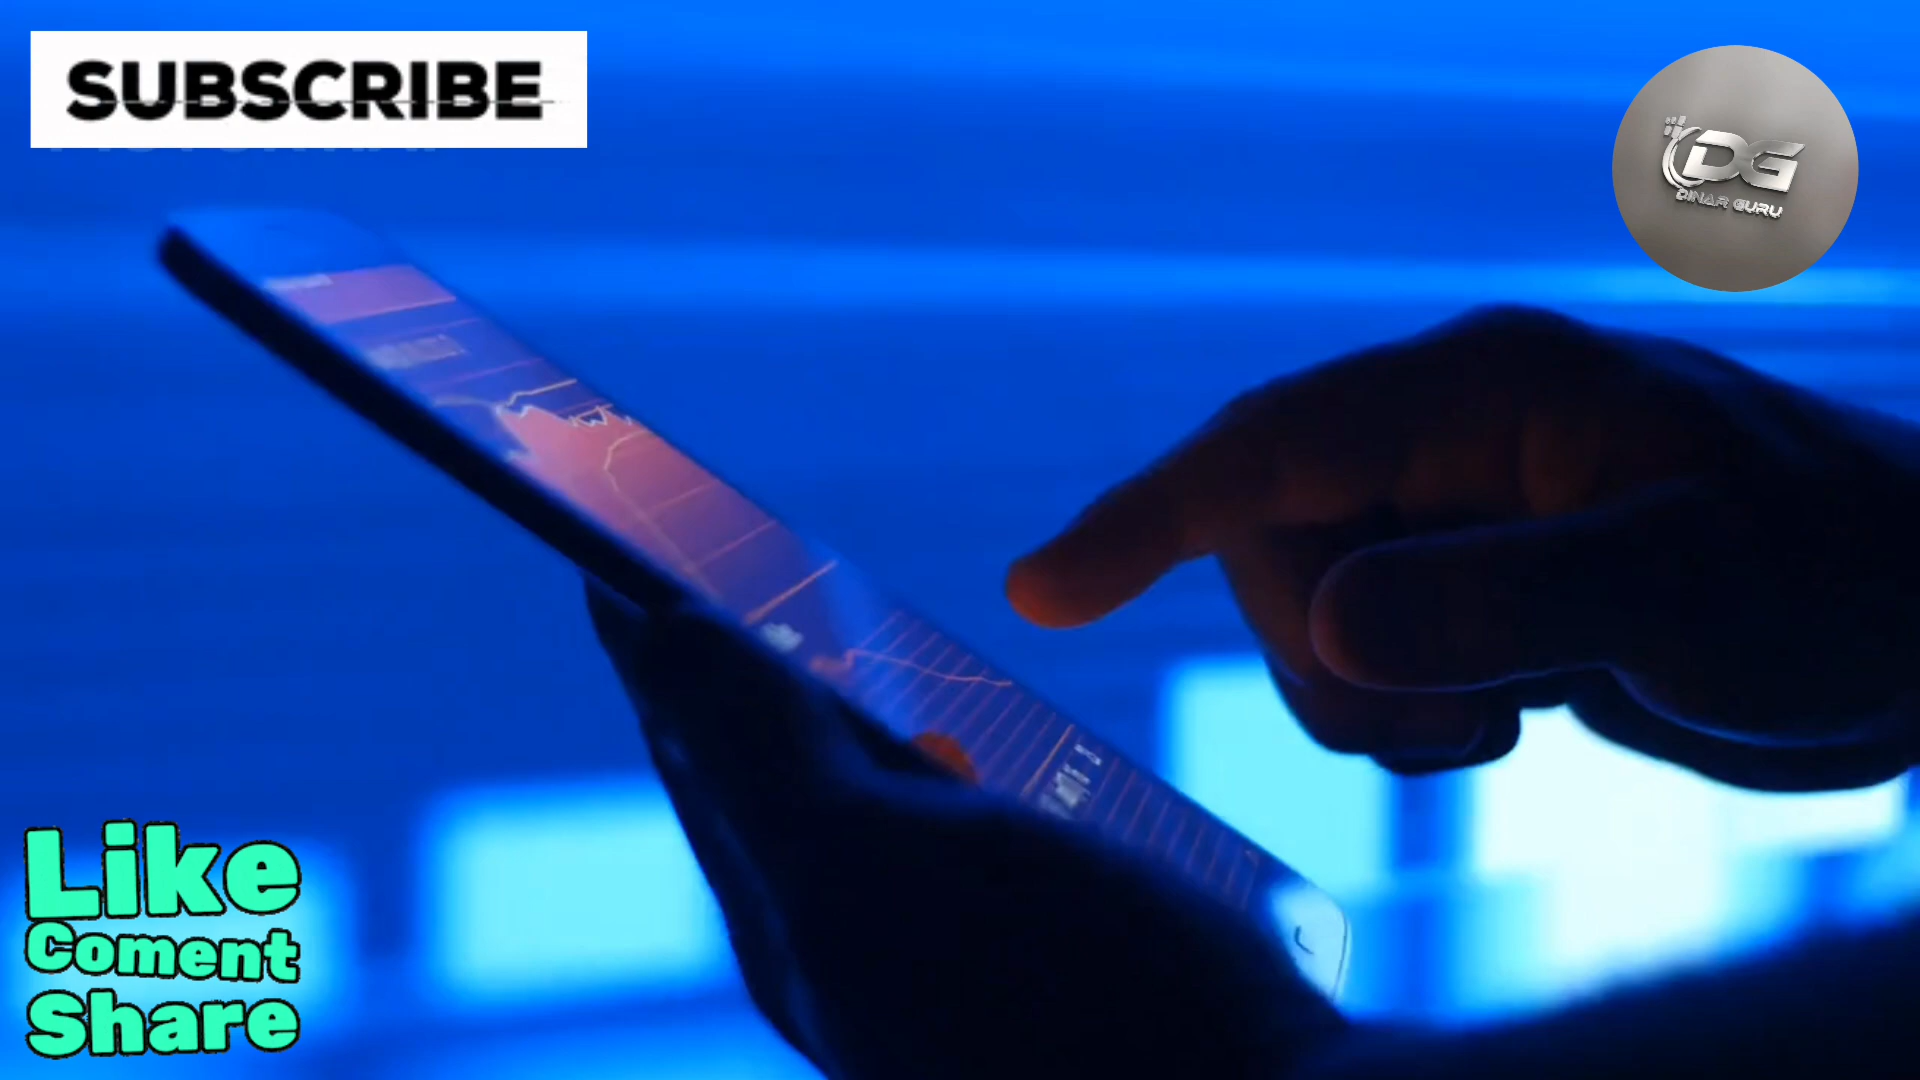 SUBSCRIBE
DG
DINAR GURU
Like
Coment
Share